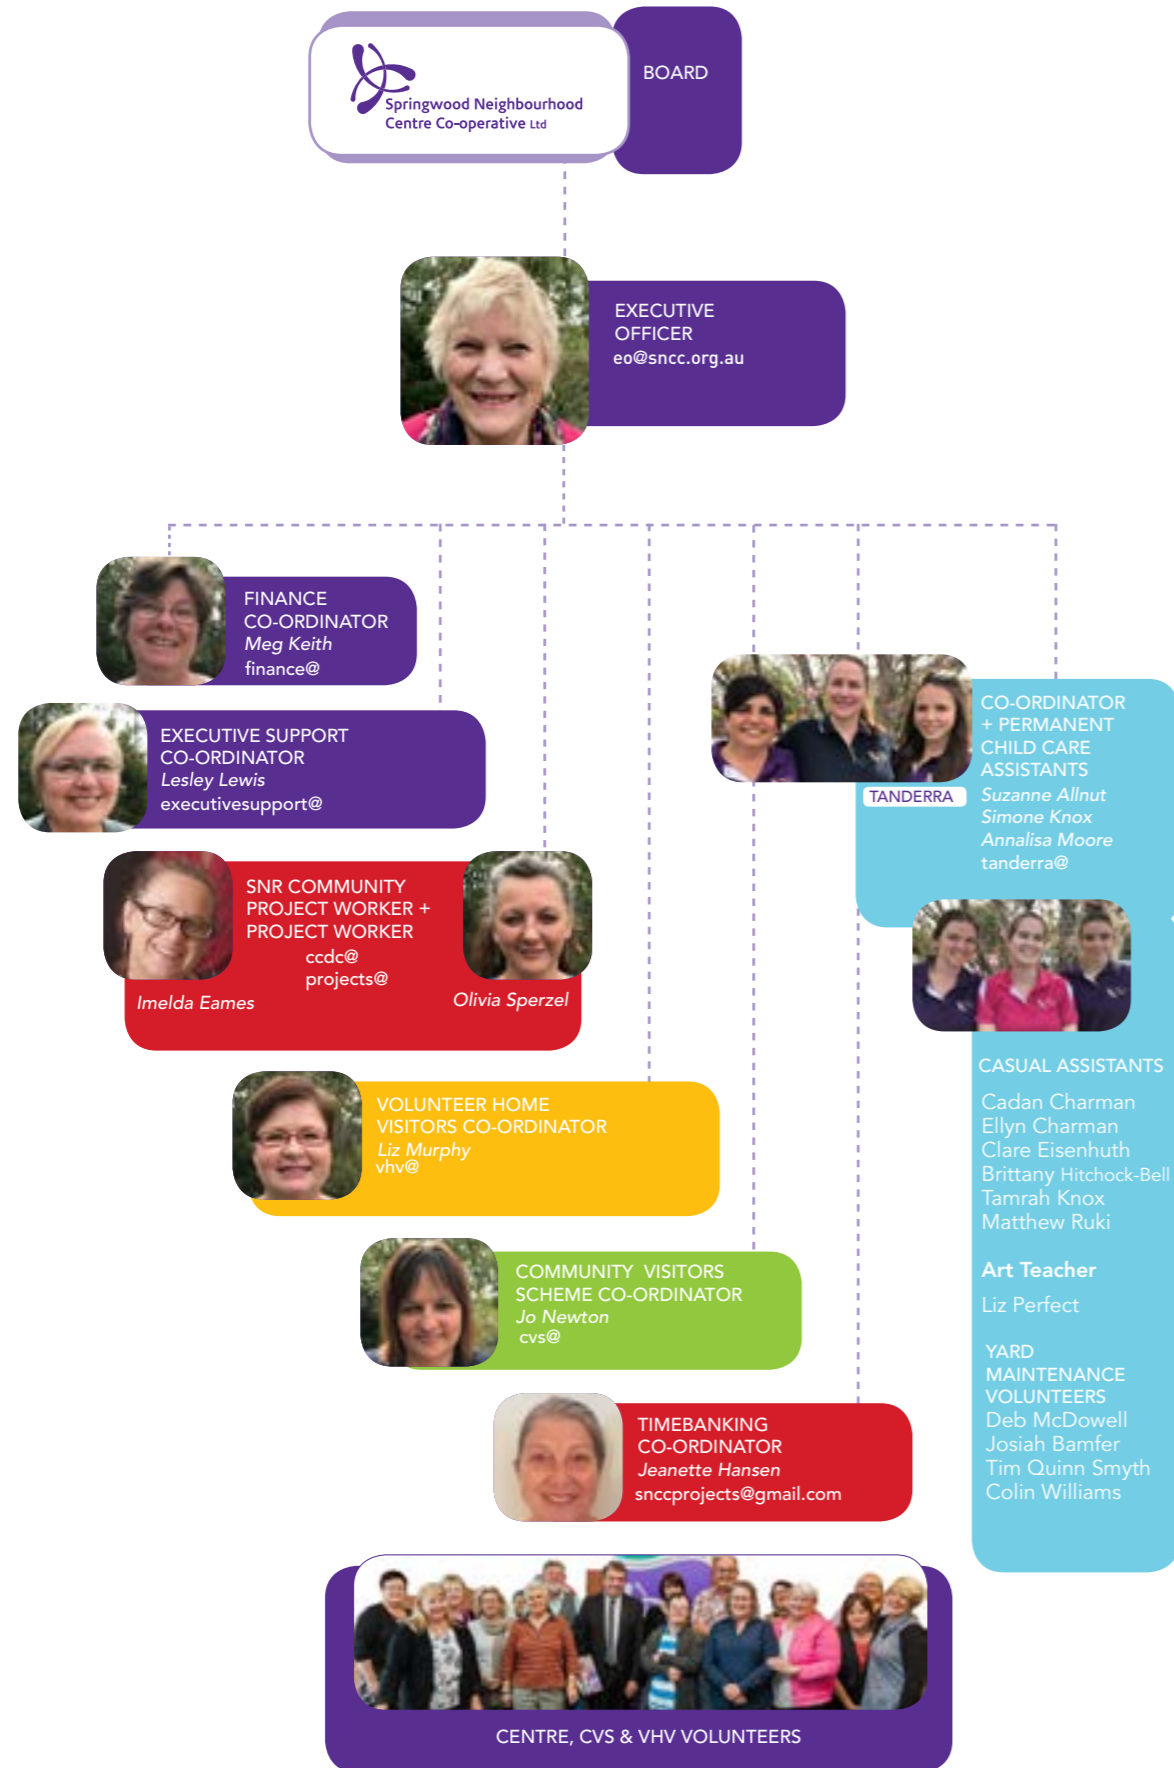 Springwood Neighbourhood
Centre Co-operative Ltd
BOARD
EXECUTIVE
OFFICER
eo@sncc.org.au
FINANCE
CO-ORDINATOR
Meg Keith
finance@
EXECUTIVE SUPPORT
CO-ORDINATOR
Lesley Lewis
executivesupport@
SNR COMMUNITY
PROJECT WORKER +
PROJECT WORKER
ccdc@
projects@
Imelda Eames
Olivia Sperzel
VOLUNTEER HOME
VISITORS CO-ORDINATOR
Liz Murphy
vhv@
COMMUNITY VISITORS
SCHEME CO-ORDINATOR
Jo Newton
cvs@
TIMEBANKING
CO-ORDINATOR
Jeanette Hansen
snccprojects@gmail.com
TANDERRA
CO-ORDINATOR
+ PERMANENT
CHILD CARE
ASSISTANTS
Suzanne Allnut
Simone Knox
Annalisa Moore
tanderra@
CASUAL ASSISTANTS
Cadan Charman
Ellyn Charman
Clare Eisenhuth
Brittany Hitchock-Bell
Tamrah Knox
Matthew Ruki
Art Teacher
Liz Perfect
YARD
MAINTENANCE
VOLUNTEERS
Deb McDowell
Josiah Bamfer
Tim Quinn Smyth
Colin Williams
CENTRE, CVS & VHV VOLUNTEERS